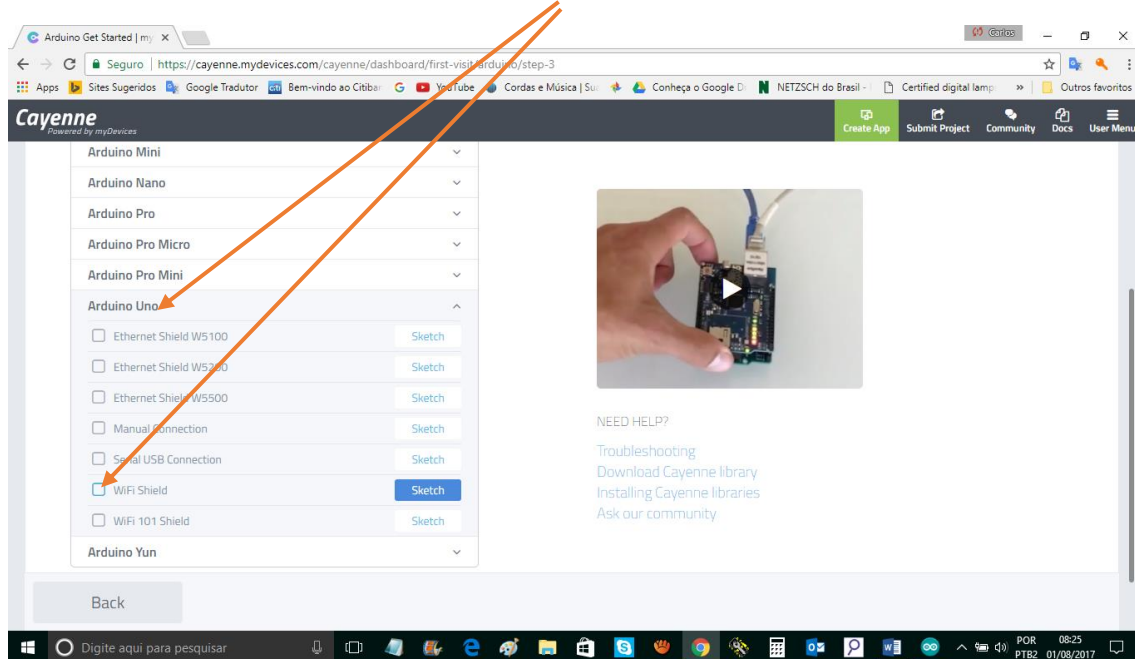 Arduino Get Started | my
Carlos
Seguro | https://cayenne.mydevices.com/cayenne/dashboard/first-visit/arduino/step-3
Apps Sites Sugeridos Google Tradutor Bem-vindo ao Citiba YouTube Cordas e Música | Su Conheça o Google D NETZSCH do Brasil - Certified digital lamp » Outros favoritos
Cayenne
Powered by myDevices
Create App Submit Project Community Docs User Menu
Arduino Mini
Arduino Nano
Arduino Pro
Arduino Pro Micro
Arduino Pro Mini
Arduino Uno
Ethernet Shield W5100 Sketch
Ethernet Shield W5200 Sketch
Ethernet Shield W5500 Sketch
Manual Connection Sketch
Serial USB Connection Sketch
WiFi Shield Sketch
WiFi 101 Shield Sketch
Arduino Yun
NEED HELP?
Troubleshooting
Download Cayenne library
Installing Cayenne libraries
Ask our community
Back
Digite aqui para pesquisar
POR 08:25
PTB2 01/08/2017